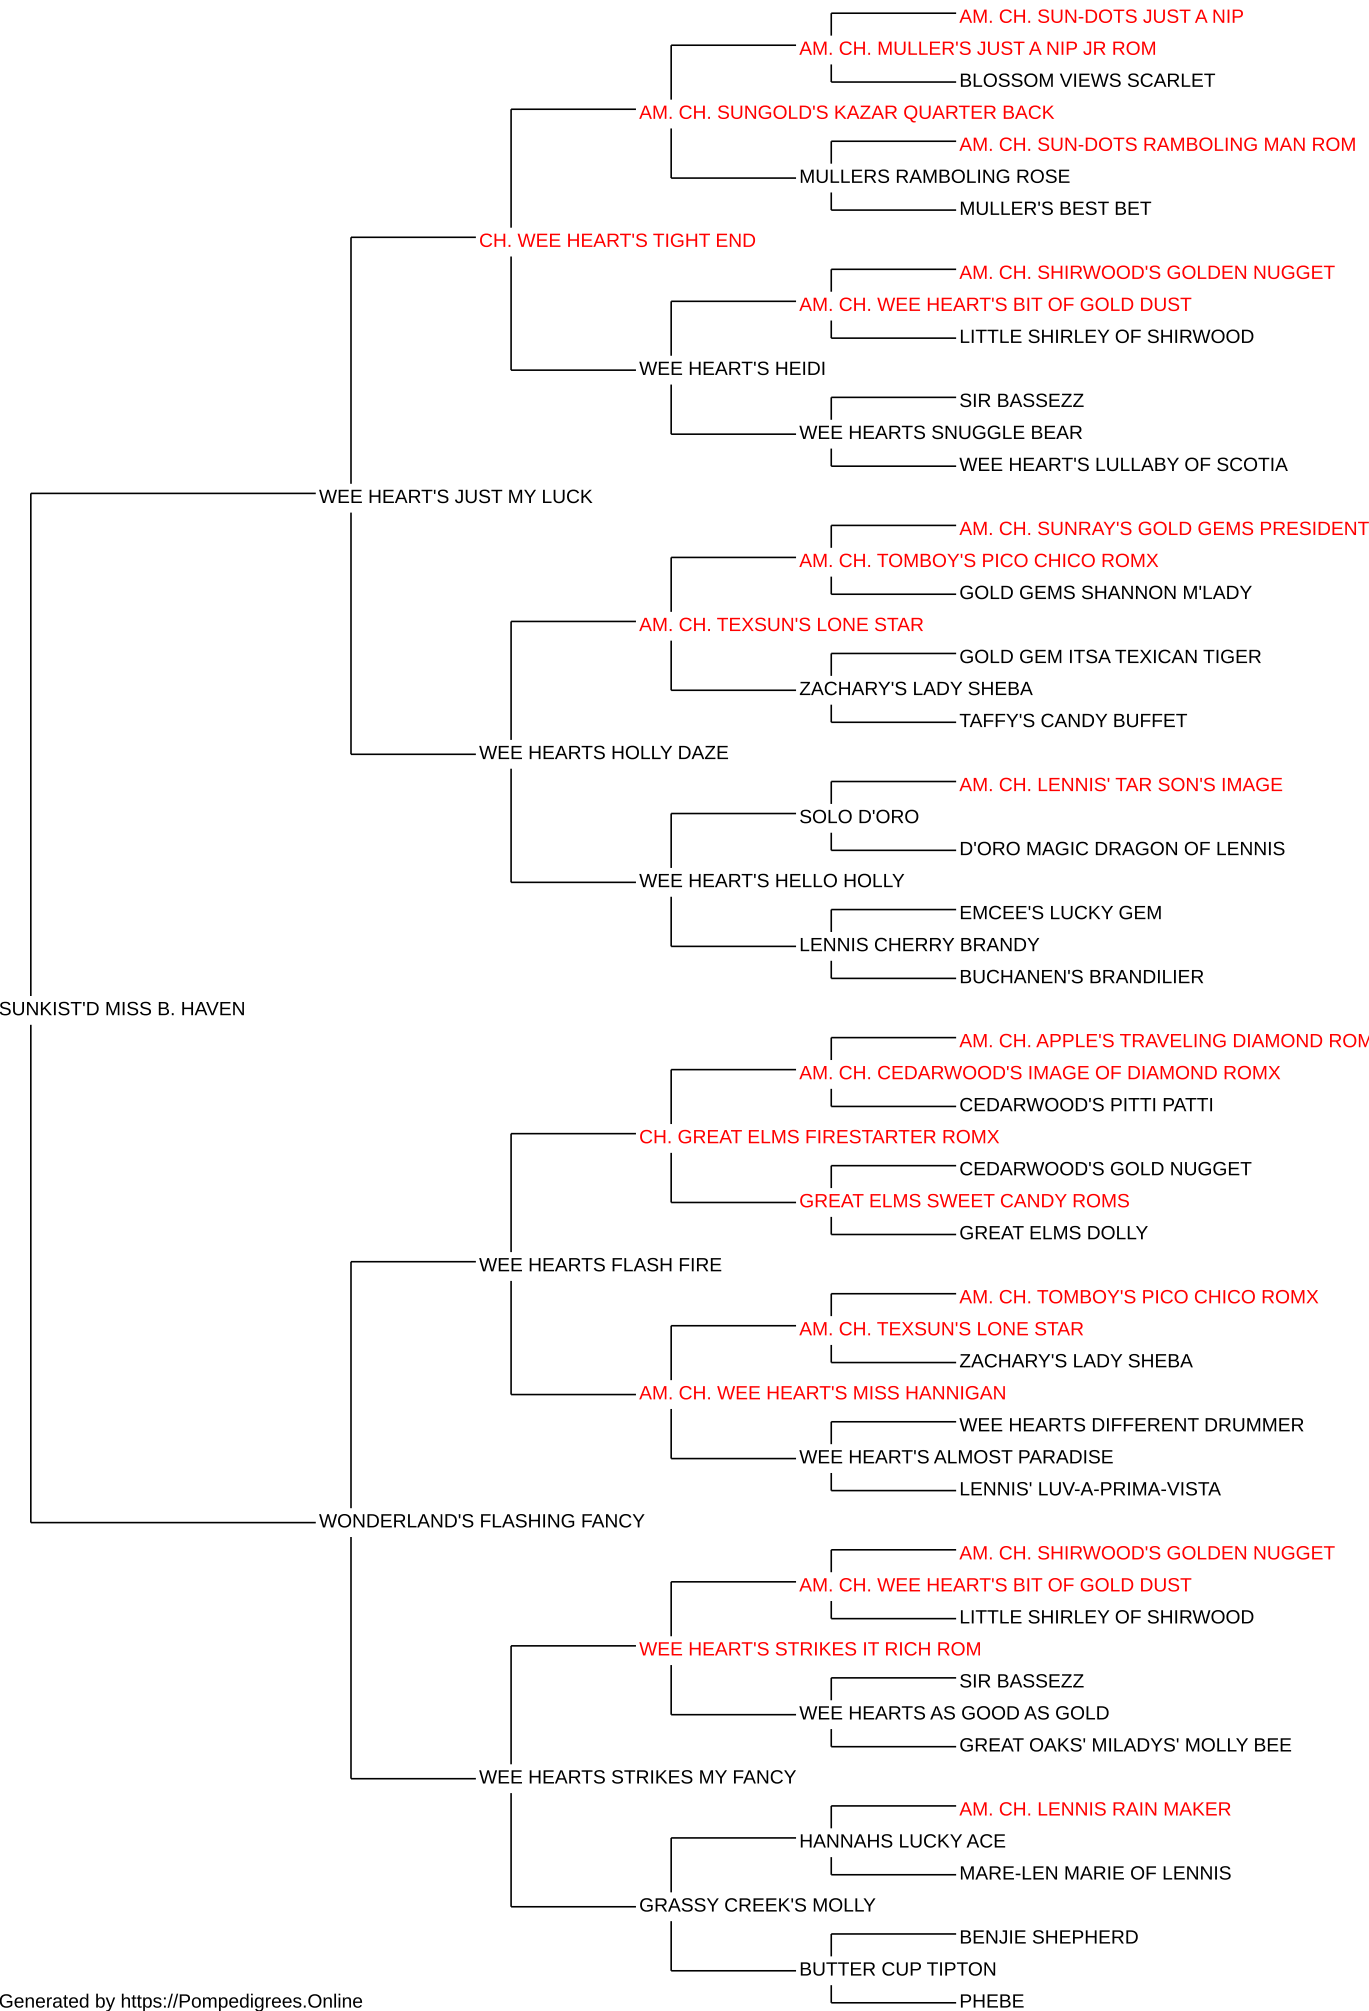 AM. CH. SUN-DOTS JUST A NIP
AM. CH. MULLER'S JUST A NIP JR ROM
BLOSSOM VIEWS SCARLET
AM. CH. SUNGOLD'S KAZAR QUARTER BACK
AM. CH. SUN-DOTS RAMBOLING MAN ROM
MULLERS RAMBOLING ROSE
MULLER'S BEST BET
CH. WEE HEART'S TIGHT END
AM. CH. SHIRWOOD'S GOLDEN NUGGET
AM. CH. WEE HEART'S BIT OF GOLD DUST
LITTLE SHIRLEY OF SHIRWOOD
WEE HEART'S HEIDI
SIR BASSEZZ
WEE HEARTS SNUGGLE BEAR
WEE HEART'S LULLABY OF SCOTIA
WEE HEART'S JUST MY LUCK
AM. CH. SUNRAY'S GOLD GEMS PRESIDENT
AM. CH. TOMBOY'S PICO CHICO ROMX
GOLD GEMS SHANNON M'LADY
AM. CH. TEXSUN'S LONE STAR
GOLD GEM ITSA TEXICAN TIGER
ZACHARY'S LADY SHEBA
TAFFY'S CANDY BUFFET
WEE HEARTS HOLLY DAZE
AM. CH. LENNIS' TAR SON'S IMAGE
SOLO D'ORO
D'ORO MAGIC DRAGON OF LENNIS
WEE HEART'S HELLO HOLLY
EMCEE'S LUCKY GEM
LENNIS CHERRY BRANDY
BUCHANEN'S BRANDILIER
SUNKIST'D MISS B. HAVEN
AM. CH. APPLE'S TRAVELING DIAMOND ROM
AM. CH. CEDARWOOD'S IMAGE OF DIAMOND ROMX
CEDARWOOD'S PITTI PATTI
CH. GREAT ELMS FIRESTARTER ROMX
CEDARWOOD'S GOLD NUGGET
GREAT ELMS SWEET CANDY ROMS
GREAT ELMS DOLLY
WEE HEARTS FLASH FIRE
AM. CH. TOMBOY'S PICO CHICO ROMX
AM. CH. TEXSUN'S LONE STAR
ZACHARY'S LADY SHEBA
AM. CH. WEE HEART'S MISS HANNIGAN
WEE HEARTS DIFFERENT DRUMMER
WEE HEART'S ALMOST PARADISE
LENNIS' LUV-A-PRIMA-VISTA
WONDERLAND'S FLASHING FANCY
AM. CH. SHIRWOOD'S GOLDEN NUGGET
AM. CH. WEE HEART'S BIT OF GOLD DUST
LITTLE SHIRLEY OF SHIRWOOD
WEE HEART'S STRIKES IT RICH ROM
SIR BASSEZZ
WEE HEARTS AS GOOD AS GOLD
GREAT OAKS' MILADYS' MOLLY BEE
WEE HEARTS STRIKES MY FANCY
AM. CH. LENNIS RAIN MAKER
HANNAHS LUCKY ACE
MARE-LEN MARIE OF LENNIS
GRASSY CREEK'S MOLLY
BENJIE SHEPHERD
BUTTER CUP TIPTON
PHEBE
Generated by https://Pompedigrees.Online